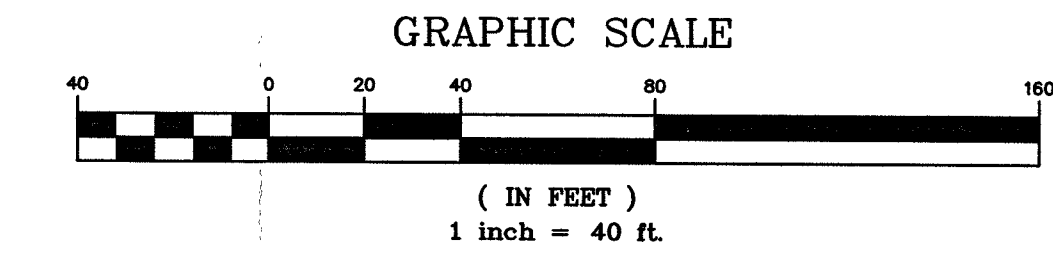 GRAPHIC SCALE
40 0 20 40 80 160
( IN FEET )
1 inch = 40 ft.